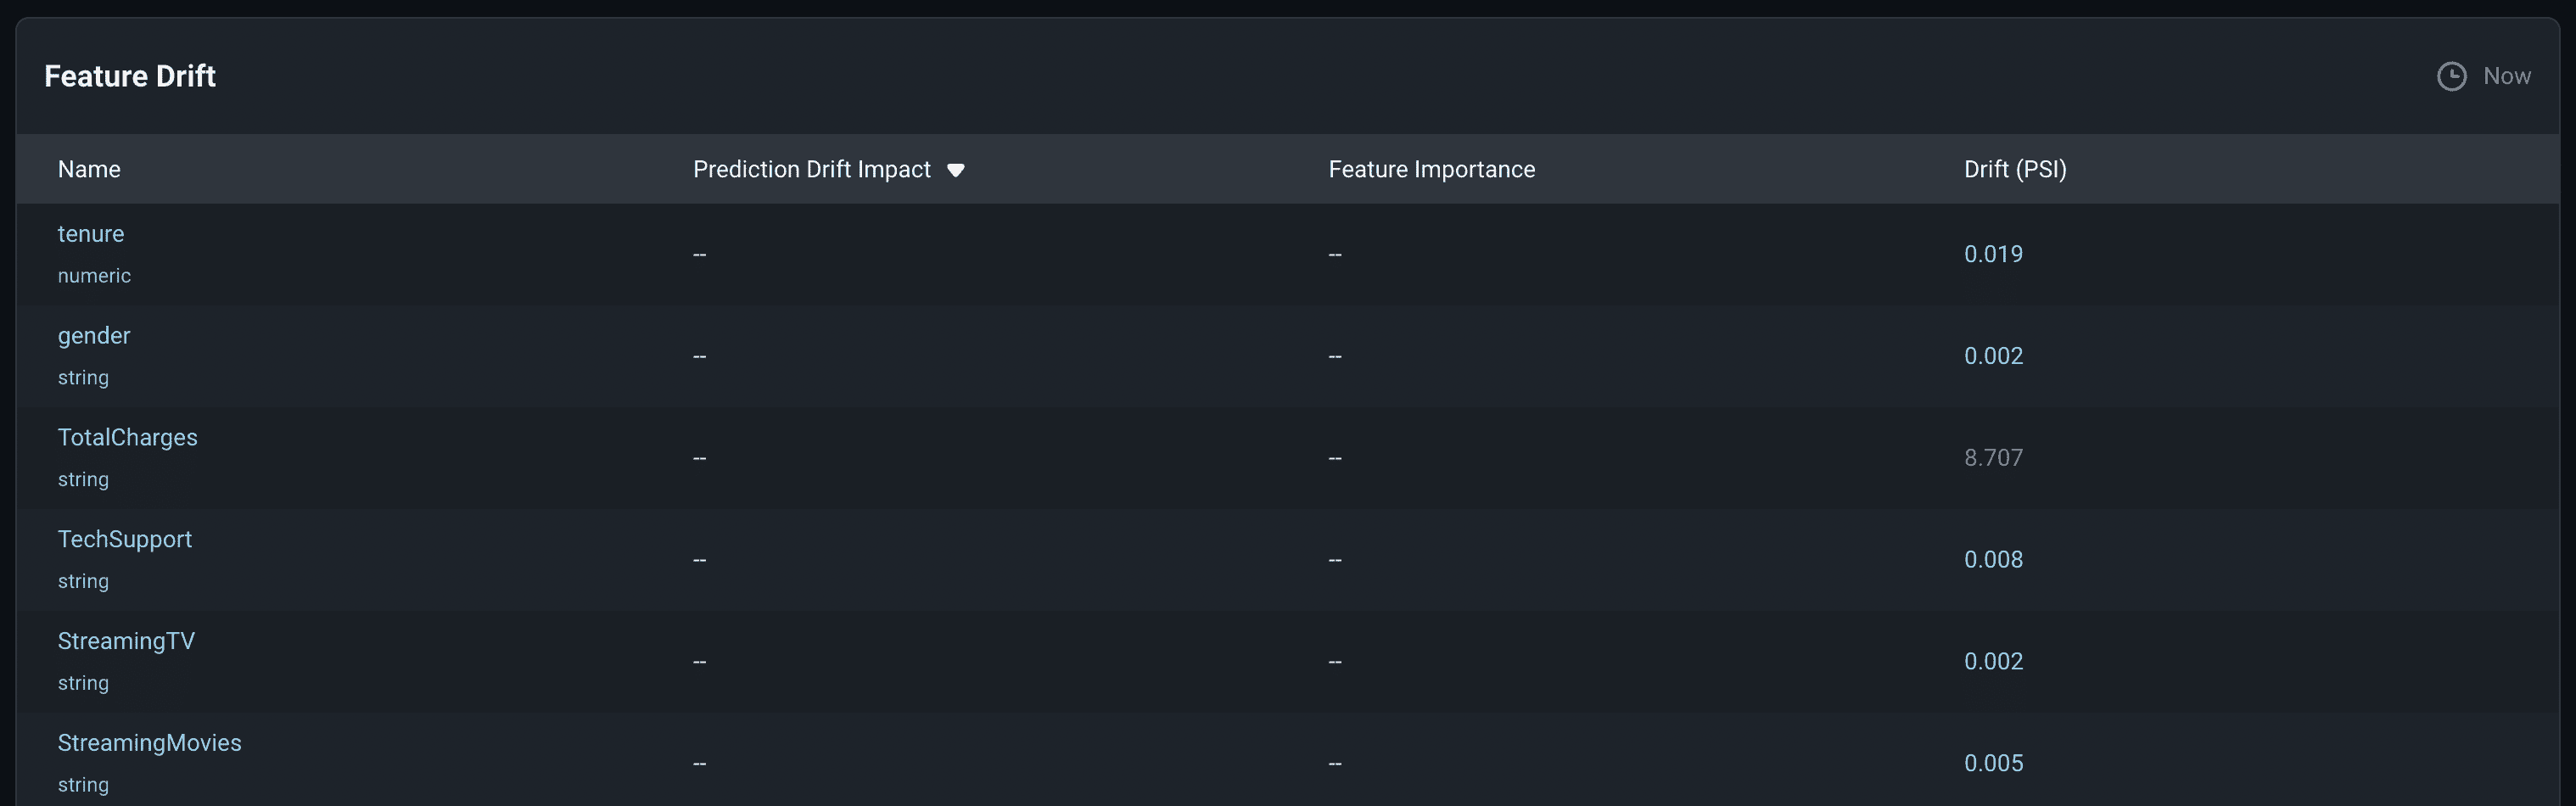 Feature Drift
Now
Name Prediction Drift Impact Feature Importance Drift (PSI)
tenure
numeric
-- -- 0.019
gender
string
-- -- 0.002
TotalCharges
string
-- -- 8.707
TechSupport
string
-- -- 0.008
StreamingTV
string
-- -- 0.002
StreamingMovies
string
-- -- 0.005